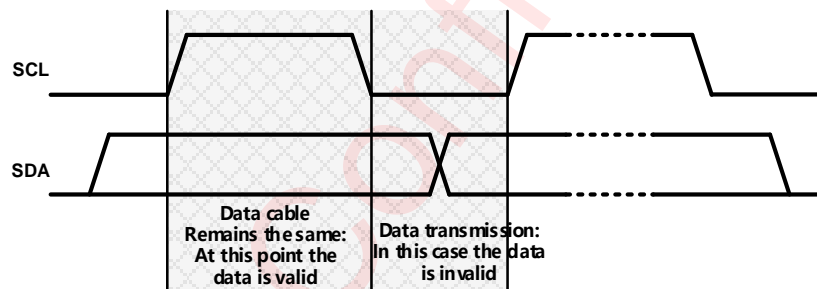 SCL
SDA
Data cable
Remains the same:
At this point the
data is valid
Data transmission:
In this case the data
is invalid